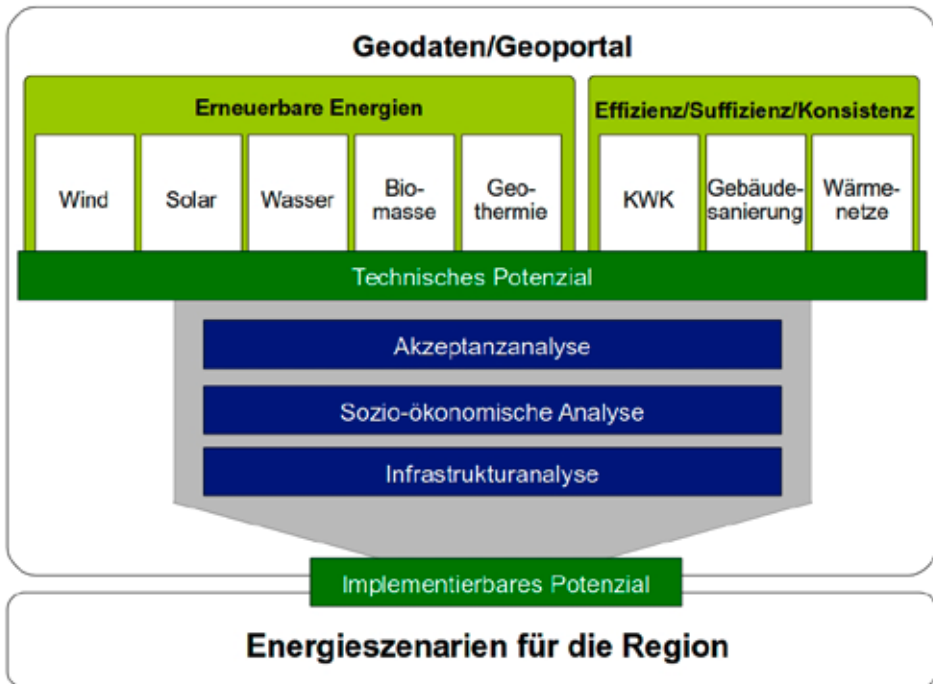 Geodaten/Geoportal
Erneuerbare Energien
Wind
Solar
Wasser
Bio-
masse
Geo-
thermie
Effizienz/Suffizienz/Konsistenz
KWK
Gebäude-
sanierung
Wärme-
netze
Technisches Potenzial
Akzeptanzanalyse
Sozio-ökonomische Analyse
Infrastrukturanalyse
Implementierbares Potenzial
Energieszenarien für die Region